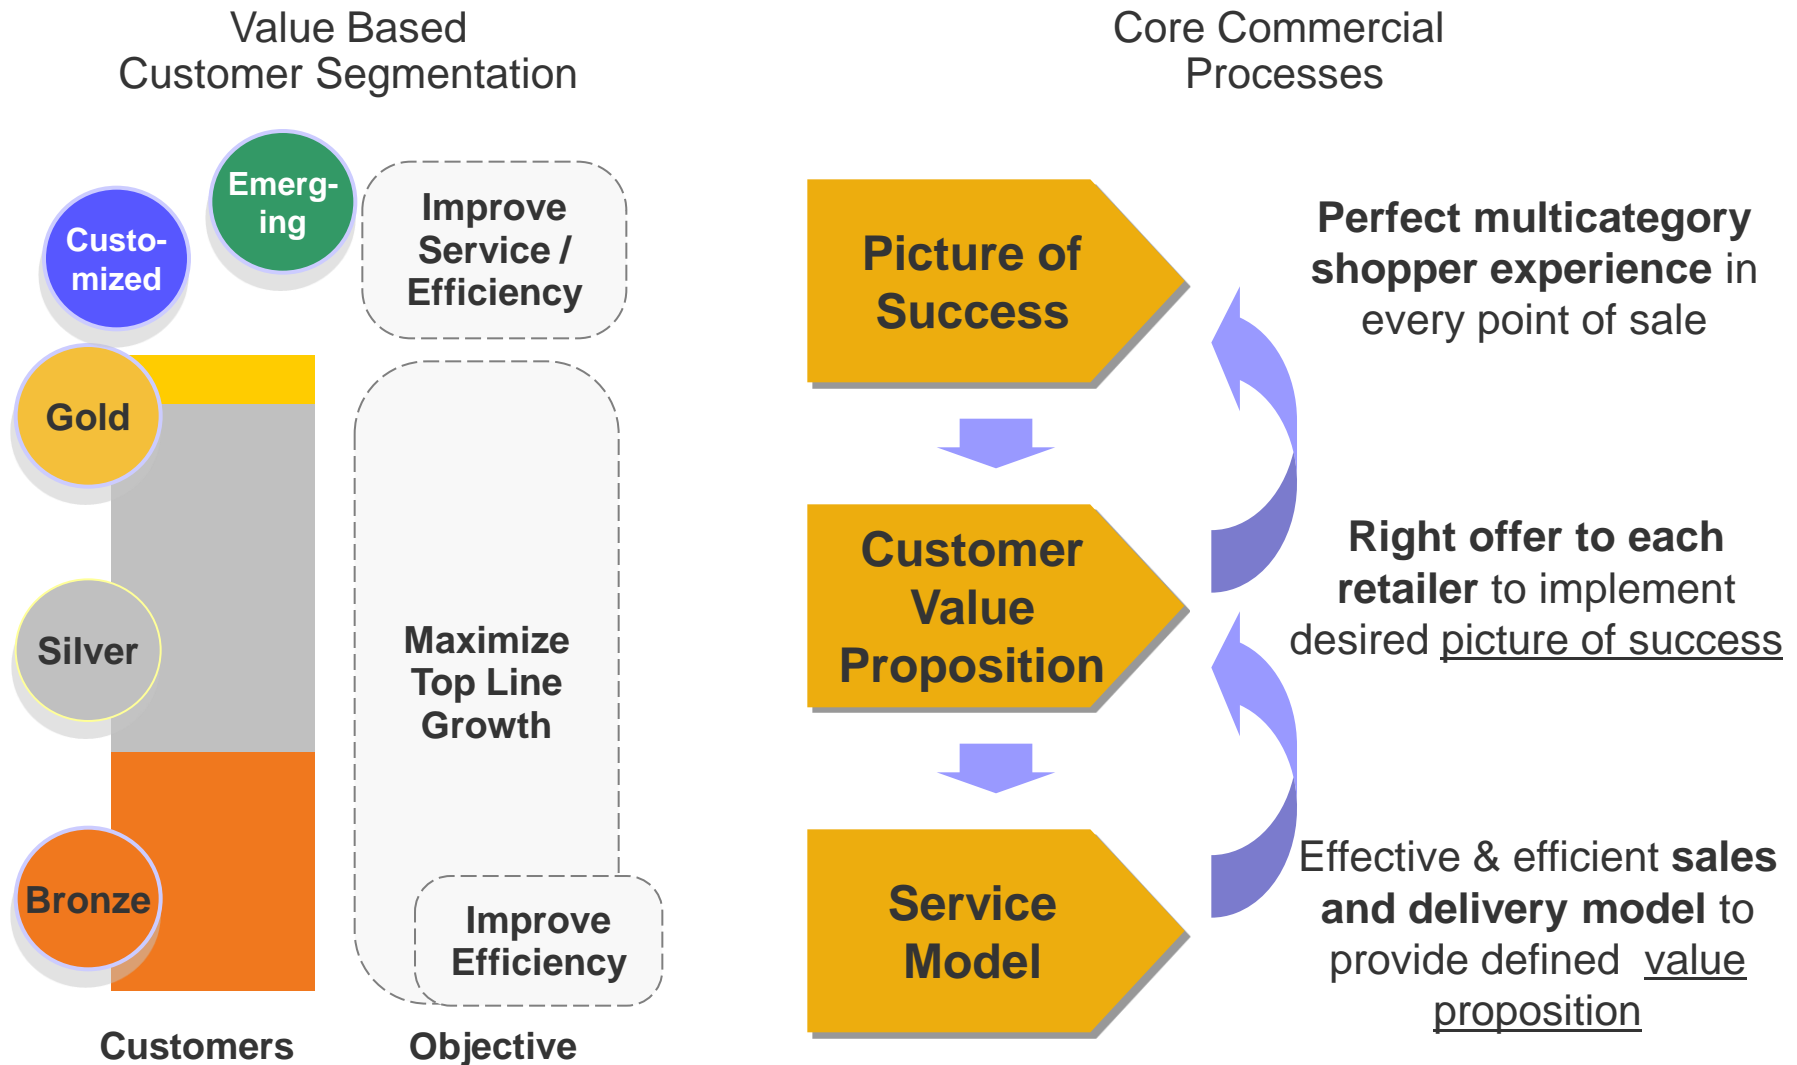 Value Based
Customer Segmentation
Emerg-
ing
Custo-
mized
Improve
Service /
Efficiency
Gold
Silver
Maximize
Top Line
Growth
Bronze
Improve
Efficiency
Customers
Objective
Core Commercial
Processes
Picture of
Success
Perfect multicategory
shopper experience in
every point of sale
Customer
Value
Proposition
Right offer to each
retailer to implement
desired picture of success
Service
Model
Effective & efficient sales
and delivery model to
provide defined value
proposition